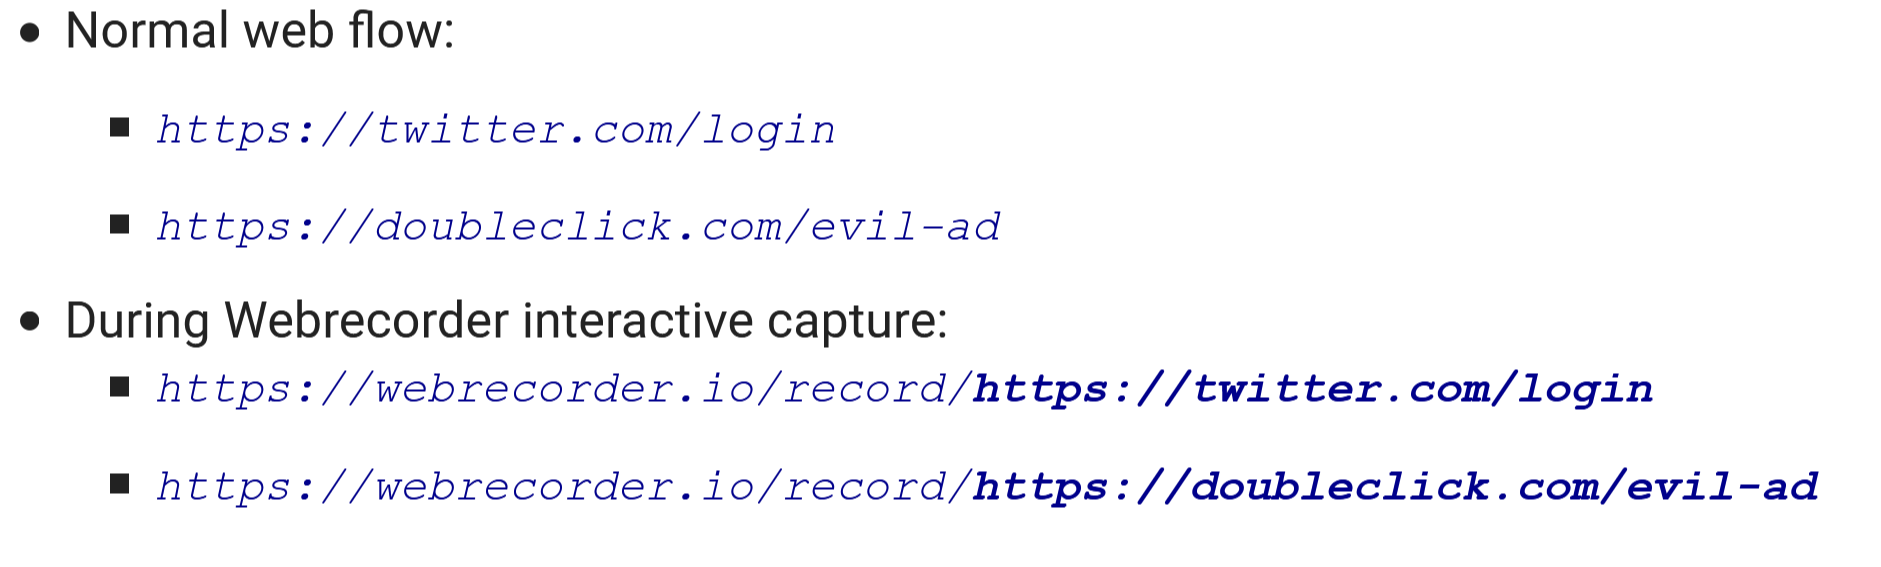 Normal web flow:
https://twitter.com/login
https://doubleclick.com/evil-ad
During Webrecorder interactive capture:
https://webrecorder.io/record/https://twitter.com/login
https://webrecorder.io/record/https://doubleclick.com/evil-ad